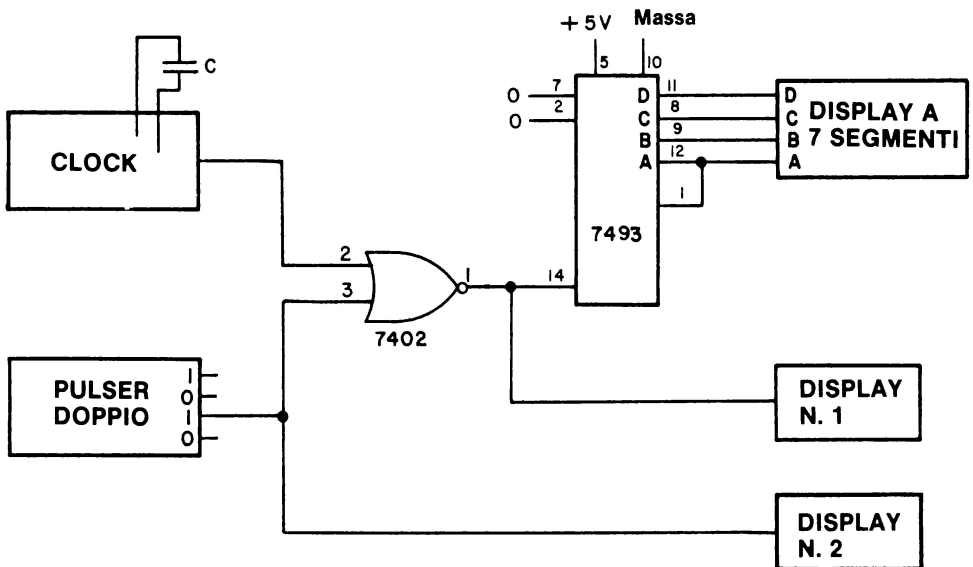 + 5V Massa
C
5 10
0 7 D 11 D DISPLAY A
0 2 C 8 C 7 SEGMENTI
B 9 B
A 12 A
CLOCK
1
7493
2
3
1 14
7402
PULSER
DOPPIO
1
0
1
0
DISPLAY
N. 1
DISPLAY
N. 2